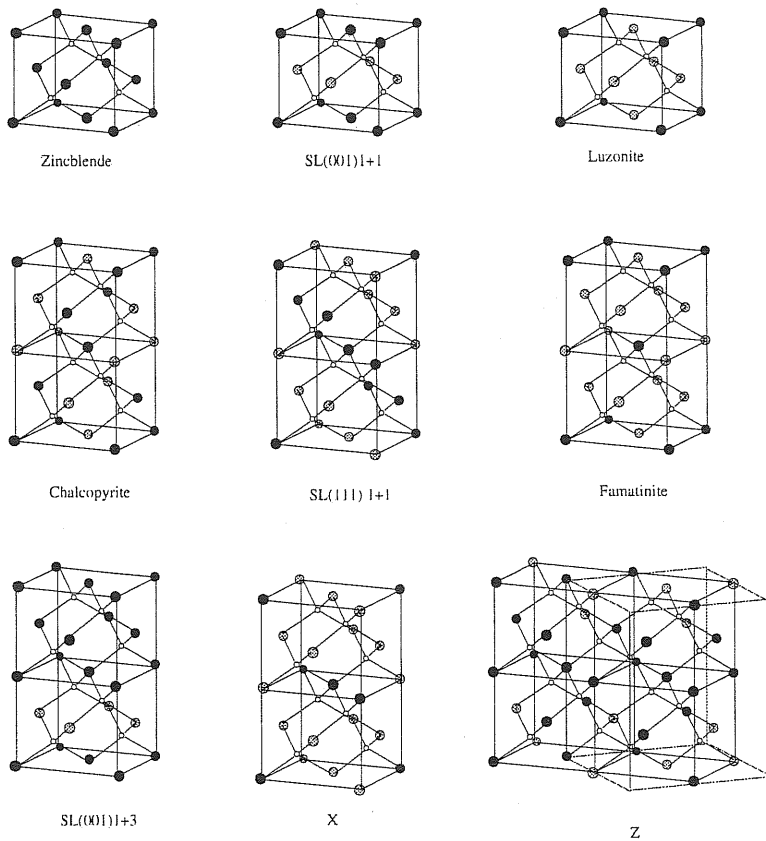 Zincblende
SL(001)1+1
Luzonite
Chalcopyrite
SL(111) 1+1
Famatinite
SL(001)1+3
X
Z